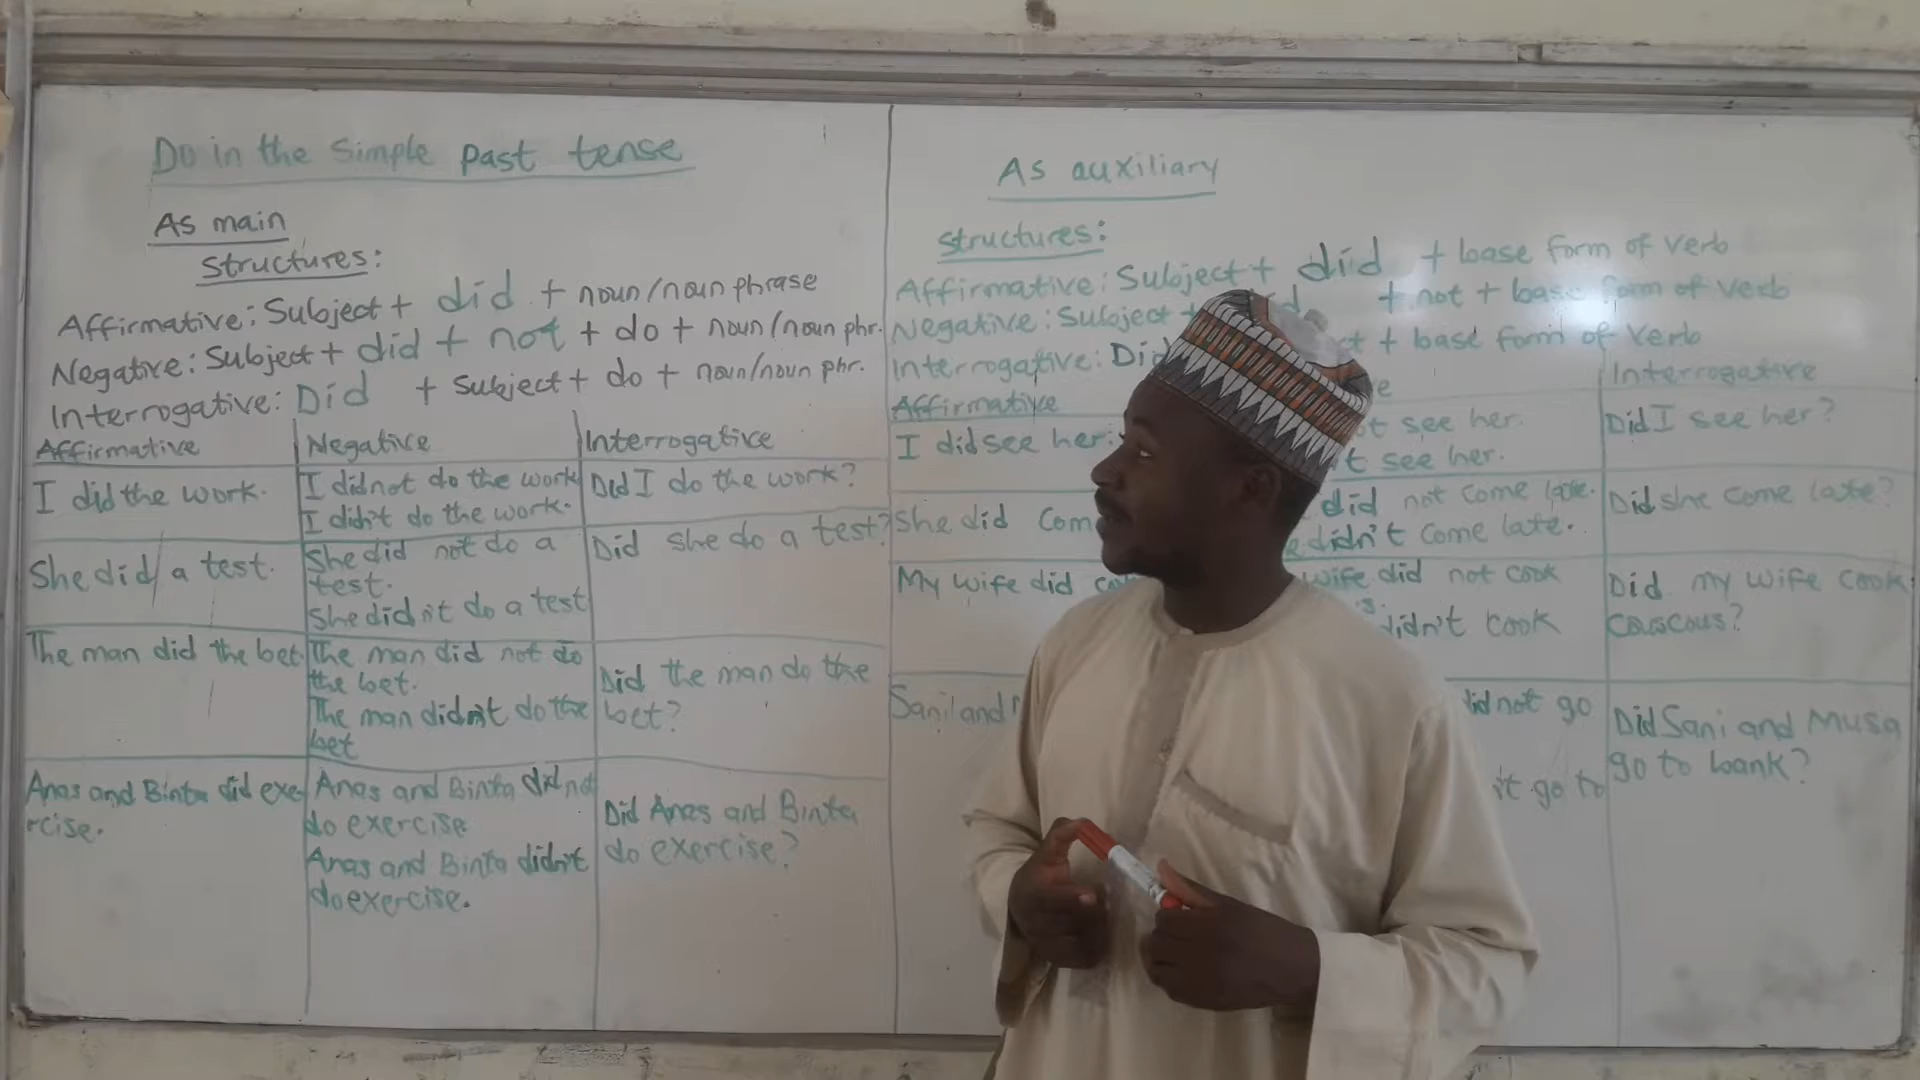 Do in the Simple past tense
As main
Structures:
Affirmative: Subject + did + noun/noun phrase
Negative: Subject + did + not + do + noun/noun phr.
Interrogative: Did + subject + do + noun/noun phr.
Affirmative Negative Interrogative
I did the work.
I didnot do the work
I didn't do the work.
Did I do the work?
She did a test.
She did not do a
test.
She didn't do a test
Did she do a test?
The man did the bet
The man did not do
the bet.
The man didn't do the
bet
Did the man do the
bet?
Anas and Binta did exe
rcise.
Anas and Binta did not
do exercise
Anas and Binta didn't
do exercise.
Did Anas and Binta
do exercise?
As auxiliary
Structures:
Affirmative: Subject + did + base form of verb
Negative: Subject + not + base form of verb
Interrogative: Did + base form of verb
Affirmative Interrogative
I did see her.
see her.
see her.
Did I see her?
She did
did not come late.
didn't come late.
Did she come late?
My wife did
wife did not cook
didn't cook
Did my wife cook
couscous?
Sani and
did not go
go to
Did Sani and Musa
go to bank?